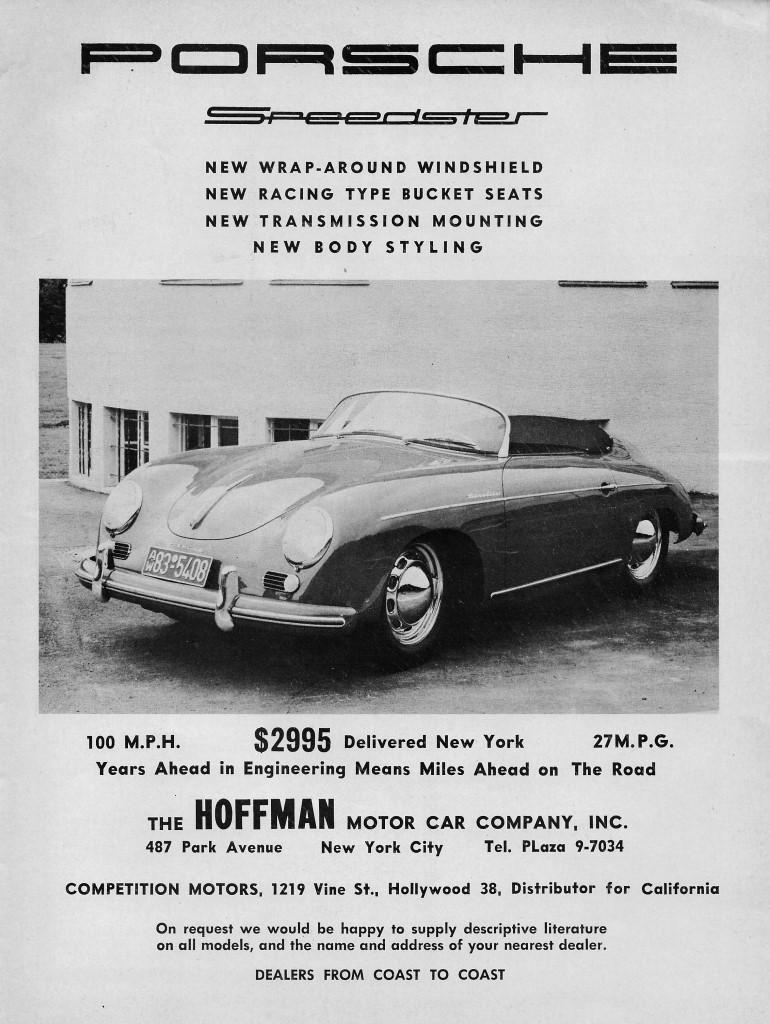 PORSCHE
Speedster
NEW WRAP-AROUND WINDSHIELD
NEW RACING TYPE BUCKET SEATS
NEW TRANSMISSION MOUNTING
NEW BODY STYLING
83-5408
100 M.P.H. $2995 Delivered New York 27M.P.G.
Years Ahead in Engineering Means Miles Ahead on The Road
THE HOFFMAN MOTOR CAR COMPANY, INC.
487 Park Avenue New York City Tel. PLaza 9-7034
COMPETITION MOTORS, 1219 Vine St., Hollywood 38, Distributor for California
On request we would be happy to supply descriptive literature
on all models, and the name and address of your nearest dealer.
DEALERS FROM COAST TO COAST